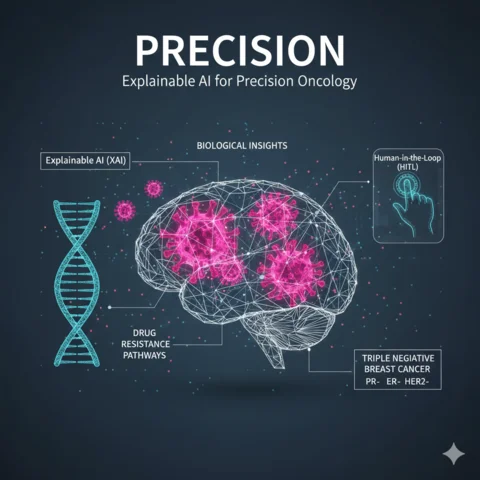 PRECISION
Explainable AI for Precision Oncology
BIOLOGICAL INSIGHTS
Explainable AI (XAI)
Human-in-the-Loop
(HITL)
DRUG
RESISTANCE
PATHWAYS
TRIPLE NEGIATIVE
BREAST CANCER
PR- ER- HER2-